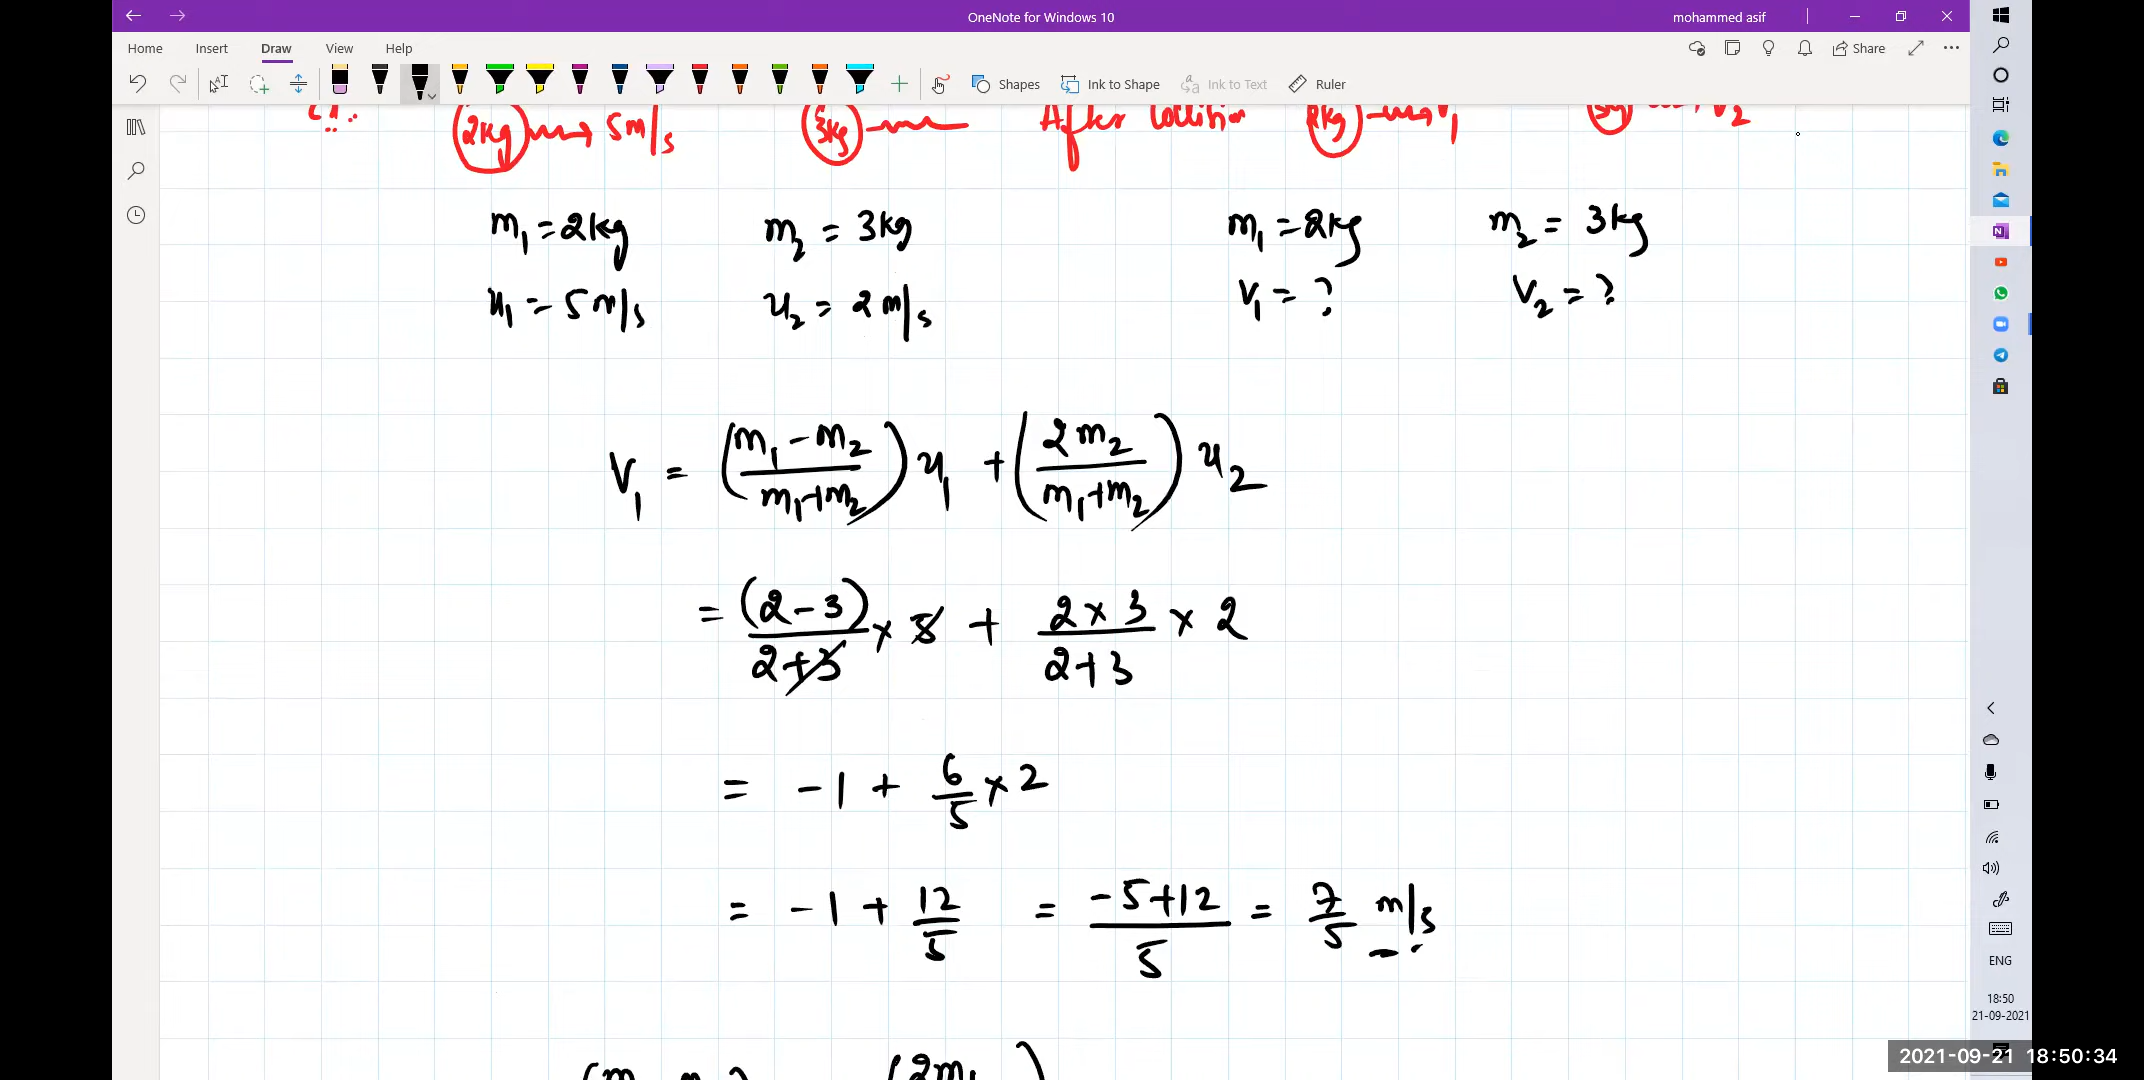 OneNote for Windows 10
mohammed asif
Home Insert Draw View Help
Share
Shapes Ink to Shape Ink to Text Ruler
2kg 5m/s 3kg After Collision 2kg V₁ V₂
m₁ = 2kg m₂ = 3kg m₁ = 2kg m₂ = 3kg
u₁ = 5 m/s u₂ = 2 m/s V₁ = ? V₂ = ?
V₁ = ((m₁ - m₂)/(m₁+m₂)) u₁ + (2m₂/(m₁+m₂)) u₂
= (2-3)/(2+3) × 5 + (2×3)/(2+3) × 2
= -1 + 6/5 × 2
= -1 + 12/5 = (-5+12)/5 = 7/5 m/s
(2m₁
ENG
18:50
21-09-2021
2021-09-21 18:50:34